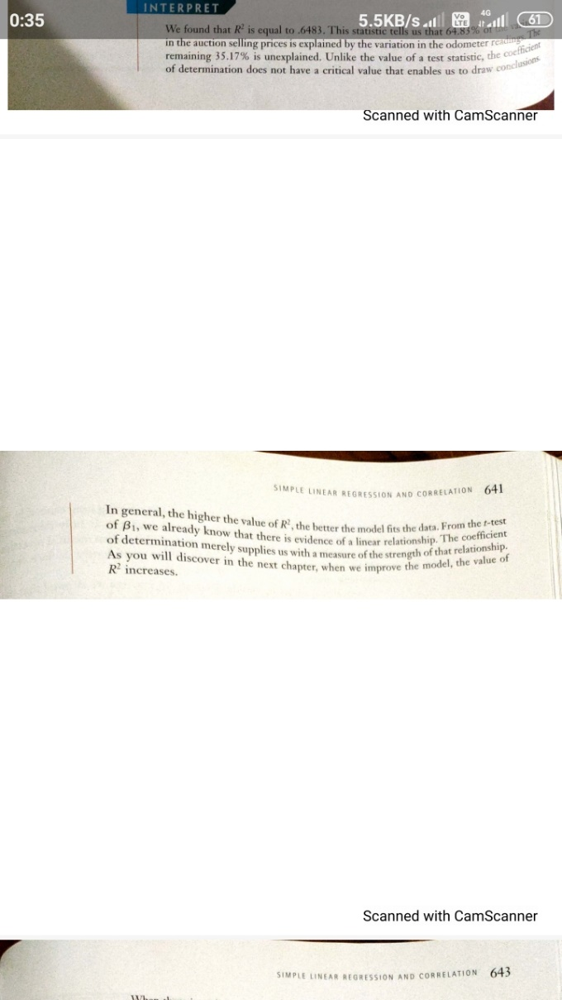 0:35
5.5KB/s
Vo
LTE
4G
61
INTERPRET
We found that R² is equal to .6483. This statistic tells us that 64.83% of the
in the auction selling prices is explained by the variation in the odometer readings. The
remaining 35.17% is unexplained. Unlike the value of a test statistic, the coefficient
of determination does not have a critical value that enables us to draw conclusions.
Scanned with CamScanner
SIMPLE LINEAR REGRESSION AND CORRELATION 641
In general, the higher the value of R², the better the model fits the data. From the t-test
of β₁, we already know that there is evidence of a linear relationship. The coefficient
of determination merely supplies us with a measure of the strength of that relationship.
As you will discover in the next chapter, when we improve the model, the value of
R² increases.
Scanned with CamScanner
SIMPLE LINEAR REGRESSION AND CORRELATION 643